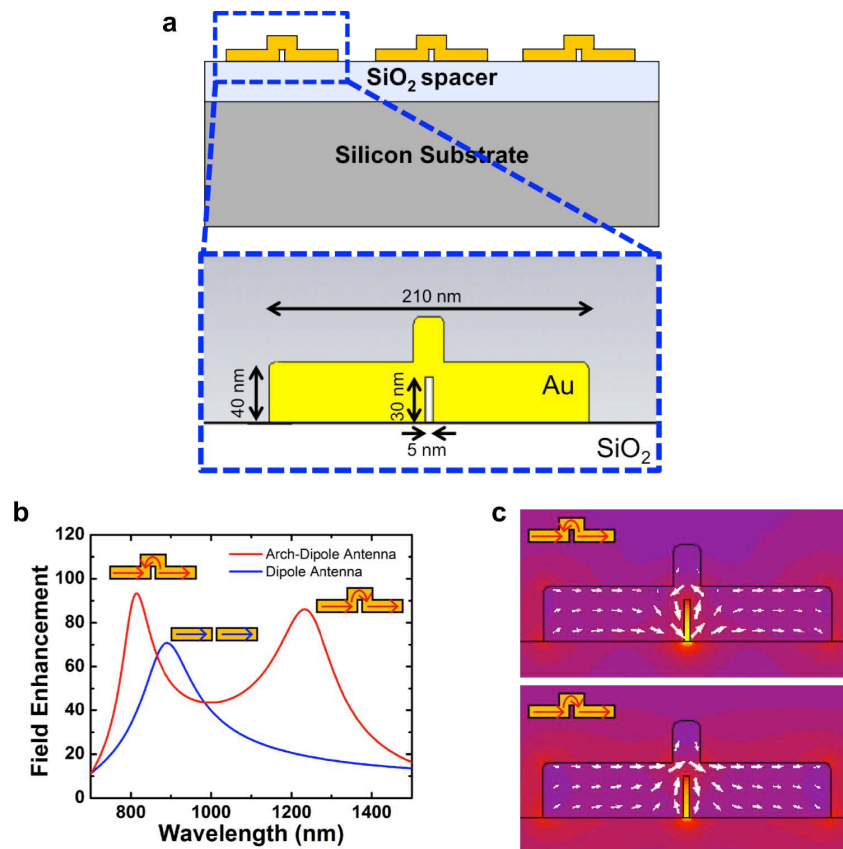 a
SiO₂ spacer
Silicon Substrate
210 nm
40 nm
30 nm
Au
5 nm
SiO₂
b
c
120
100
80
60
40
20
0
Field Enhancement
Arch-Dipole Antenna
Dipole Antenna
800 1000 1200 1400
Wavelength (nm)